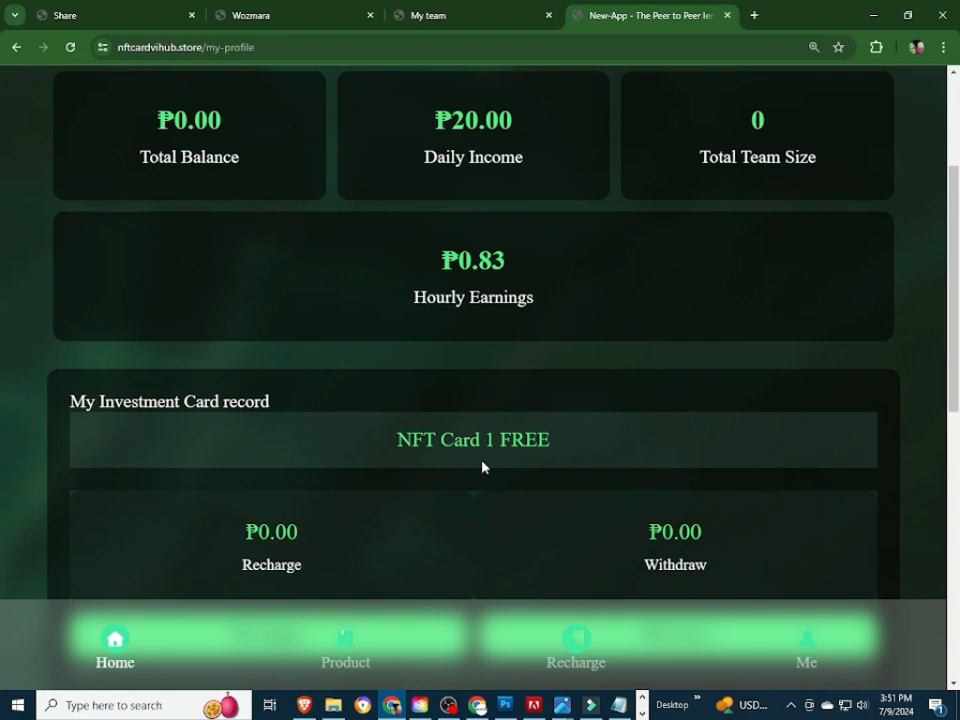 Share
Wozmara
My team
New-App - The Peer to Peer len
nftcardvihub.store/my-profile
₱0.00
₱20.00
0
Total Balance
Daily Income
Total Team Size
₱0.83
Hourly Earnings
My Investment Card record
NFT Card 1 FREE
₱0.00
₱0.00
Recharge
Withdraw
Home
Product
Recharge
Me
Type here to search
Desktop
USD...
3:51 PM
7/9/2024
1